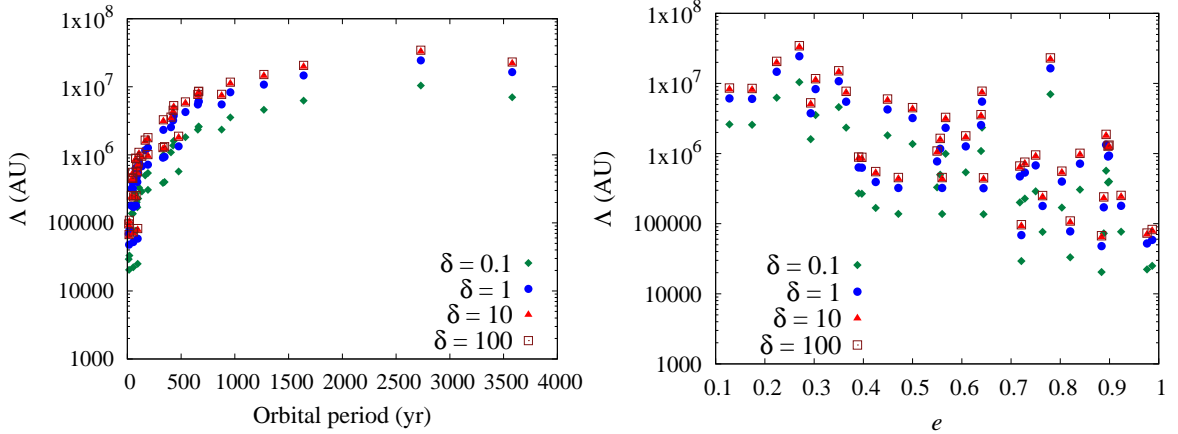 1x10^8
1x10^7
1x10^6
100000
10000
1000
Λ (AU)
0 500 1000 1500 2000 2500 3000 3500 4000
Orbital period (yr)
δ = 0.1
δ = 1
δ = 10
δ = 100
1x10^8
1x10^7
1x10^6
100000
10000
1000
Λ (AU)
0.1 0.2 0.3 0.4 0.5 0.6 0.7 0.8 0.9 1
e
δ = 0.1
δ = 1
δ = 10
δ = 100